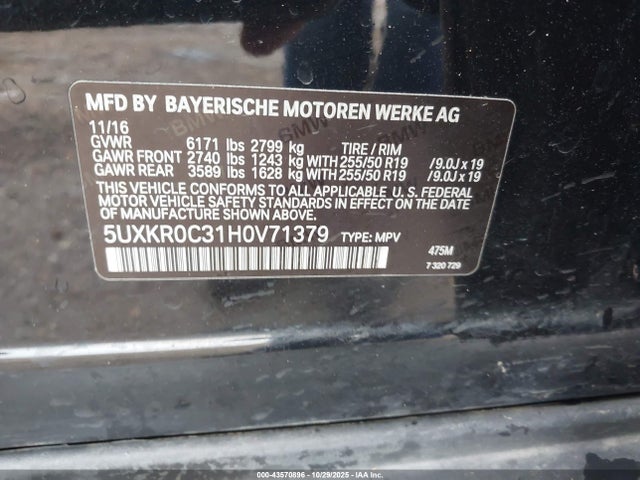 MFD BY BAYERISCHE MOTOREN WERKE AG
11/16
GVWR 6171 lbs 2799 kg TIRE / RIM
GAWR FRONT 2740 lbs 1243 kg WITH 255/50 R19 /9.0J x 19
GAWR REAR 3589 lbs 1628 kg WITH 255/50 R19 /9.0J x 19
THIS VEHICLE CONFORMS TO ALL APPLICABLE U. S. FEDERAL
MOTOR VEHICLE SAFETY STANDARDS IN EFFECT ON THE
DATE OF MANUFACTURE SHOWN ABOVE.
5UXKR0C31H0V71379 TYPE: MPV
475M
7 320 729
00-43570896 - 10/29/2025 - IAA Inc.